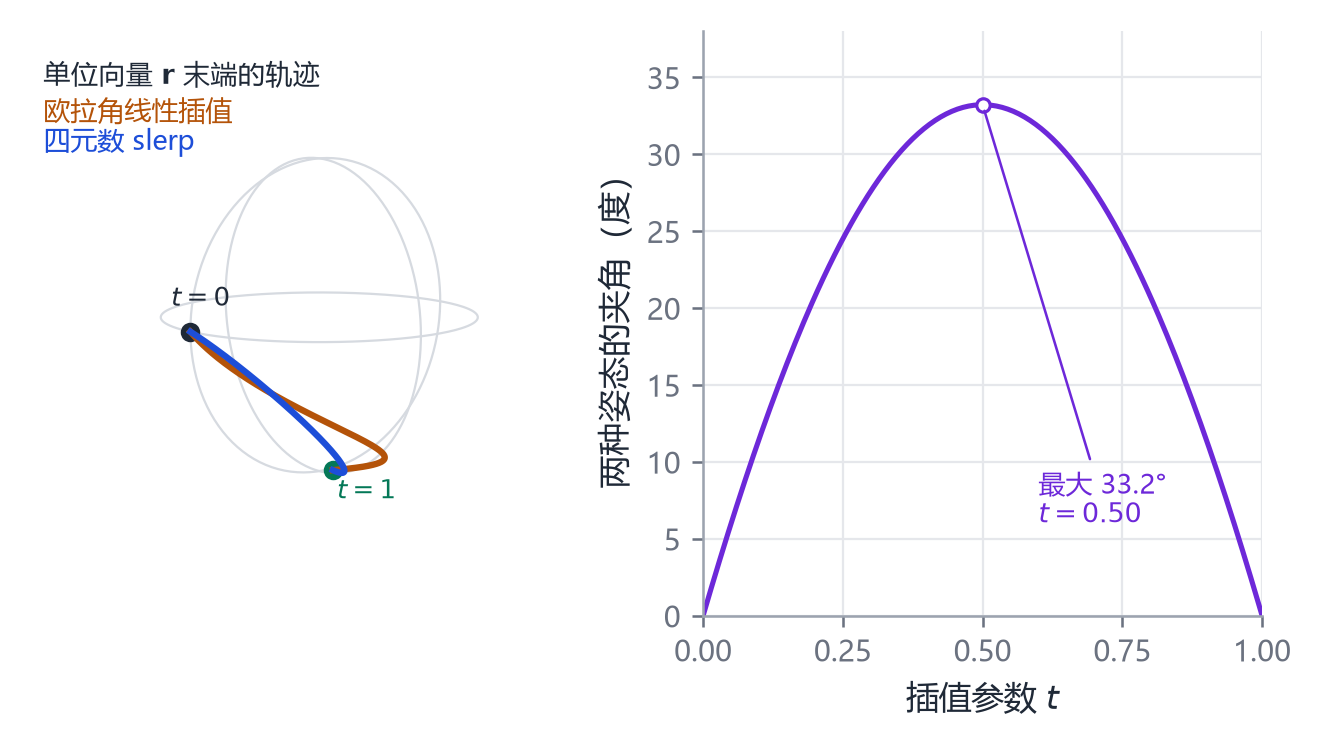 单位向量 r 末端的轨迹
欧拉角线性插值
四元数 slerp
t = 0
t = 1
两种姿态的夹角（度）
35
30
25
20
15
10
5
0
最大 33.2°
t = 0.50
0.00 0.25 0.50 0.75 1.00
插值参数 t